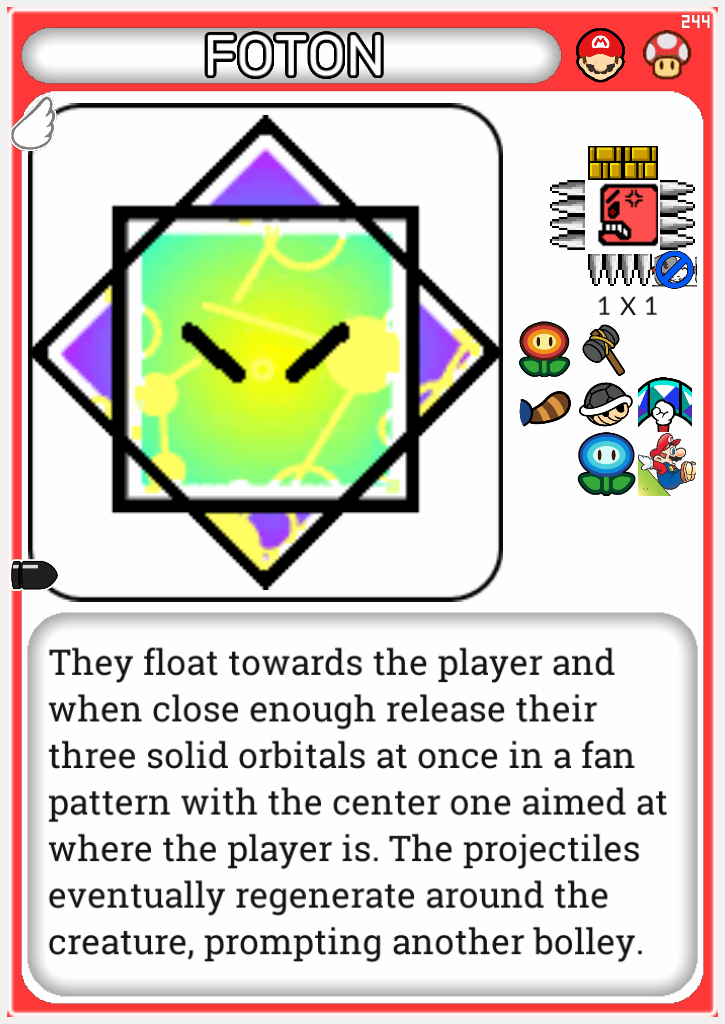 244
FOTON
M
1 X 1
They float towards the player and
when close enough release their
three solid orbitals at once in a fan
pattern with the center one aimed at
where the player is. The projectiles
eventually regenerate around the
creature, prompting another bolley.